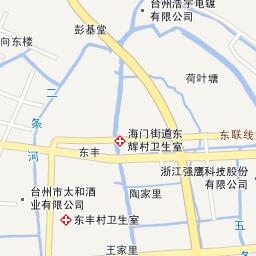 台州浩宇电镀
有限公司
彭基堂
向东楼
荷叶塘
二条河
海门街道东
辉村卫生室
东联线
东丰
浙江强鹰科技股份
有限公司
台州市太和酒
业有限公司
陶家里
东丰村卫生室
五条
王家里